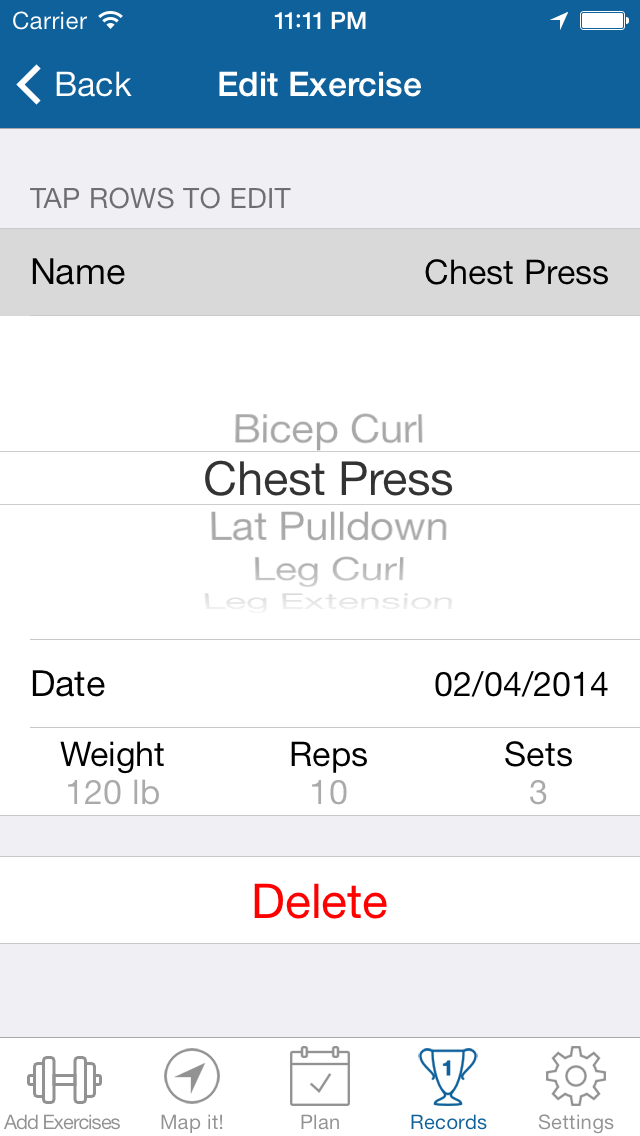 Carrier 11:11 PM
Back Edit Exercise
TAP ROWS TO EDIT
Name Chest Press
Bicep Curl
Chest Press
Lat Pulldown
Leg Curl
Leg Extension
Date 02/04/2014
Weight Reps Sets
120 lb 10 3
Delete
1
Add Exercises Map it! Plan Records Settings